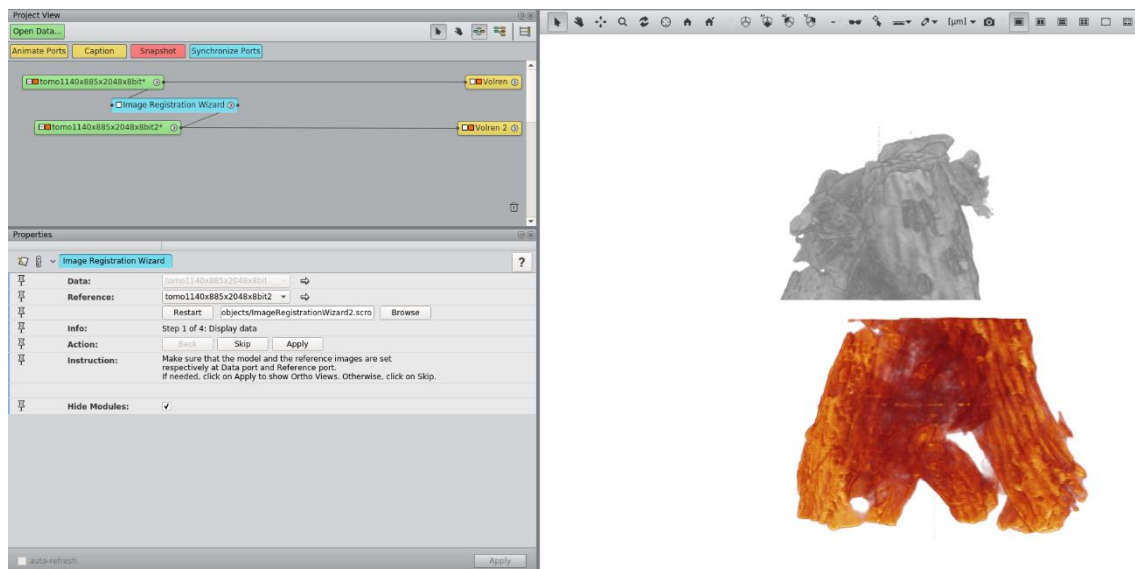 Project View
Open Data...
Animate Ports Caption Snapshot Synchronize Ports
tomo1140x885x2048x8bit* Volren
Image Registration Wizard
tomo1140x885x2048x8bit2* Volren 2
Properties
Image Registration Wizard ?
Data: tomo1140x885x2048x8bit
Reference: tomo1140x885x2048x8bit2
Restart objects/ImageRegistrationWizard2.scro Browse
Info: Step 1 of 4: Display data
Action: Back Skip Apply
Instruction: Make sure that the model and the reference images are set
respectively at Data port and Reference port.
If needed, click on Apply to show Ortho Views. Otherwise, click on Skip.
Hide Modules:
auto-refresh Apply
[µm]